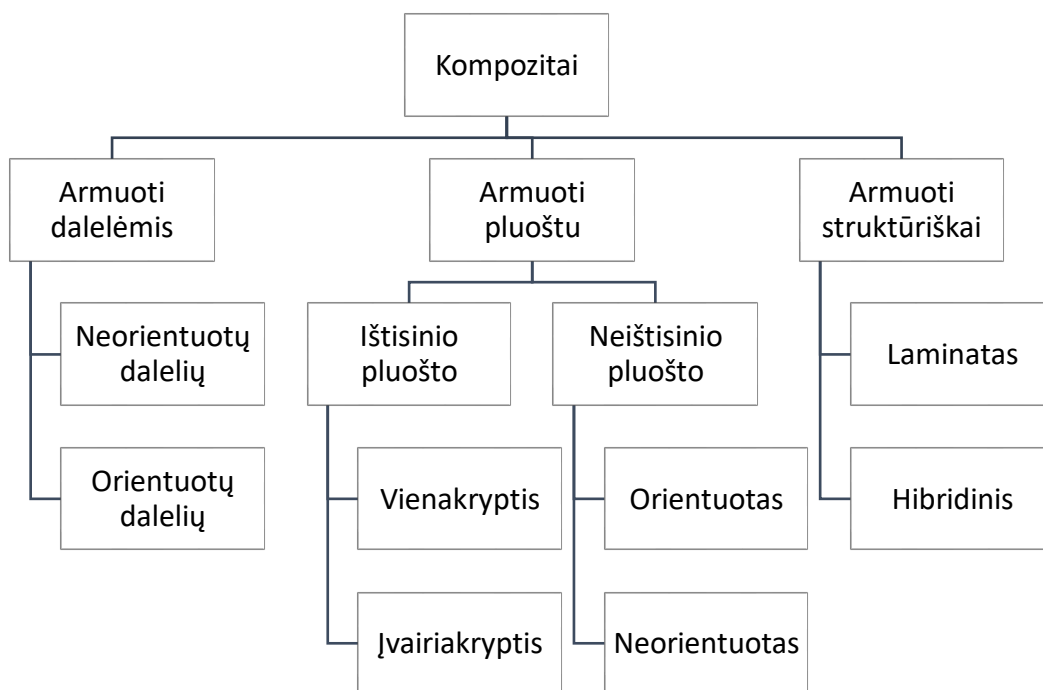 Kompozitai
Armuoti
dalelėmis
Armuoti
pluoštu
Armuoti
struktūriškai
Neorientuotų
dalelių
Ištisinio
pluošto
Neištisinio
pluošto
Laminatas
Orientuotų
dalelių
Vienakryptis
Orientuotas
Hibridinis
Įvairiakryptis
Neorientuotas